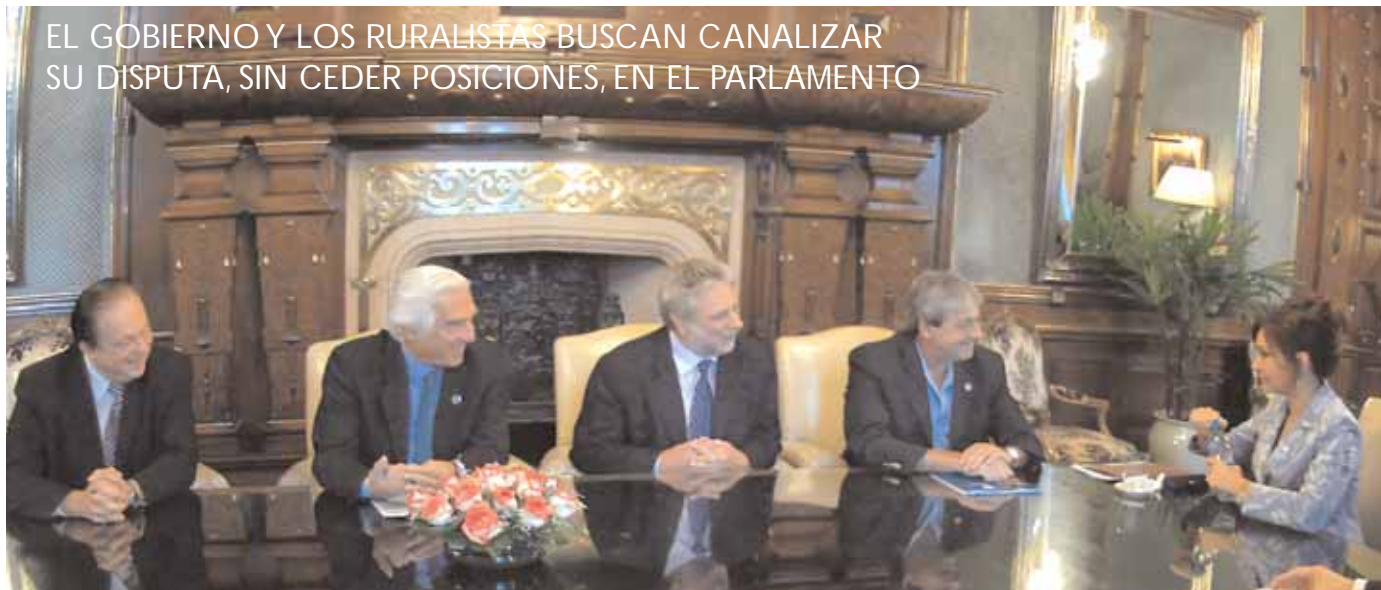 EL GOBIERNO Y LOS RURALISTAS BUSCAN CANALIZAR
SU DISPUTA, SIN CEDER POSICIONES, EN EL PARLAMENTO